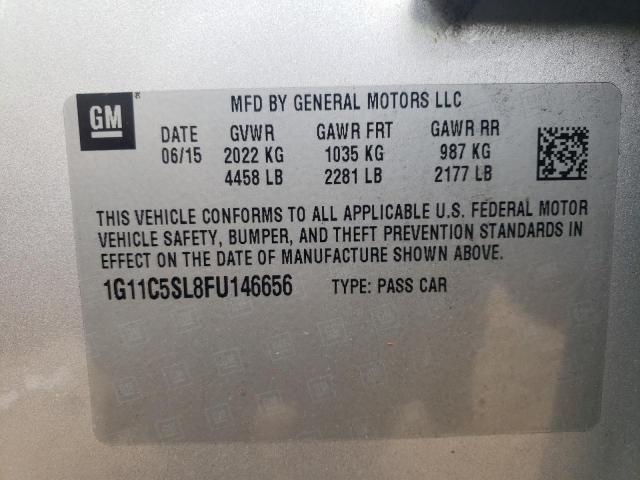 GM
MFD BY GENERAL MOTORS LLC
DATE GVWR GAWR FRT GAWR RR
06/15 2022 KG 1035 KG 987 KG
4458 LB 2281 LB 2177 LB
THIS VEHICLE CONFORMS TO ALL APPLICABLE U.S. FEDERAL MOTOR
VEHICLE SAFETY, BUMPER, AND THEFT PREVENTION STANDARDS IN
EFFECT ON THE DATE OF MANUFACTURE SHOWN ABOVE.
1G11C5SL8FU146656 TYPE: PASS CAR